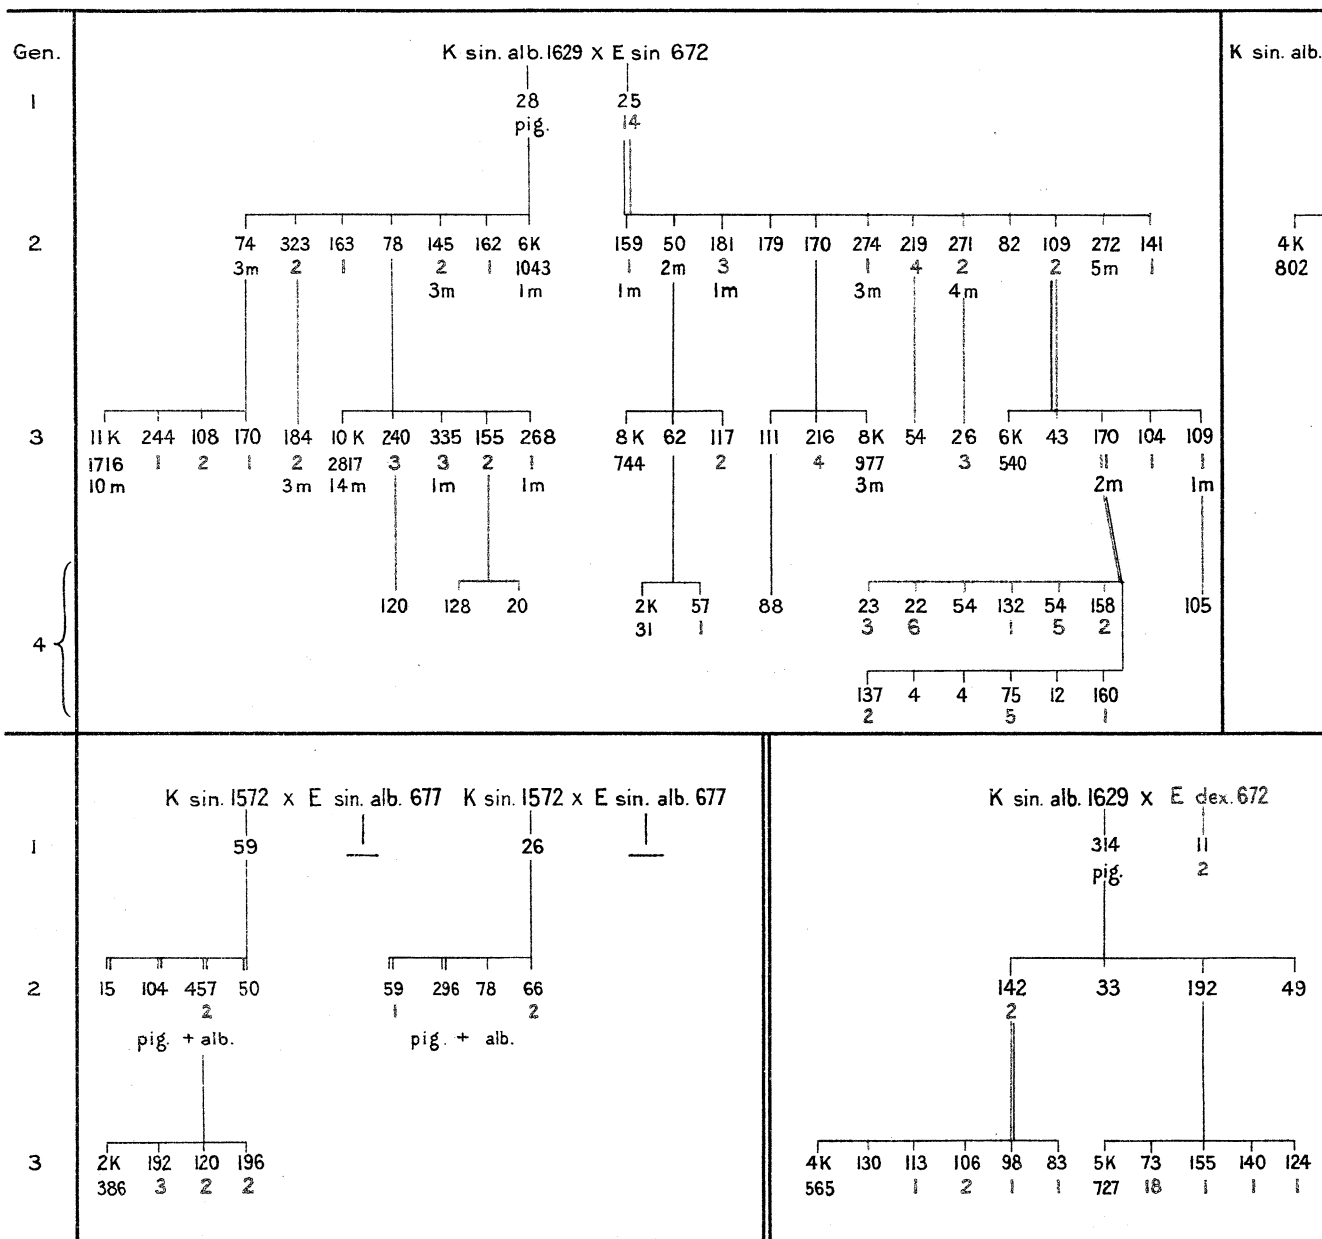 Gen. K sin. alb. 1629 x E sin 672 K sin. alb.
1 28 25
pig. 14
2 74 323 163 78 145 162 6K 159 50 181 179 170 274 219 271 82 109 272 141 4K
3m 2 1 2 1 1043 1 2m 3 1 4 2 2 5m 1 802
3m 1m 1m 1m 3m 4m
3 11K 244 108 170 184 10K 240 335 155 268 8K 62 117 111 216 8K 54 26 6K 43 170 104 109
1716 1 2 1 2 2817 3 3 2 1 744 2 4 977 3 540 11 1 1
10m 3m 14m 1m 1m 3m 2m 1m
120 128 20 2K 57 88 23 22 54 132 54 158 105
31 1 3 6 1 5 2
4
137 4 4 75 12 160
2 5 1
K sin. 1572 x E sin. alb. 677 K sin. 1572 x E sin. alb. 677 K sin. alb. 1629 x E dex. 672
1 59 26 314 11
pig. 2
2 15 104 457 50 59 296 78 66 142 33 192 49
2 1 2 2
pig. + alb. pig. + alb.
3 2K 192 120 196 4K 130 113 106 98 83 5K 73 155 140 124
386 3 2 2 565 1 2 1 1 727 18 1 1 1